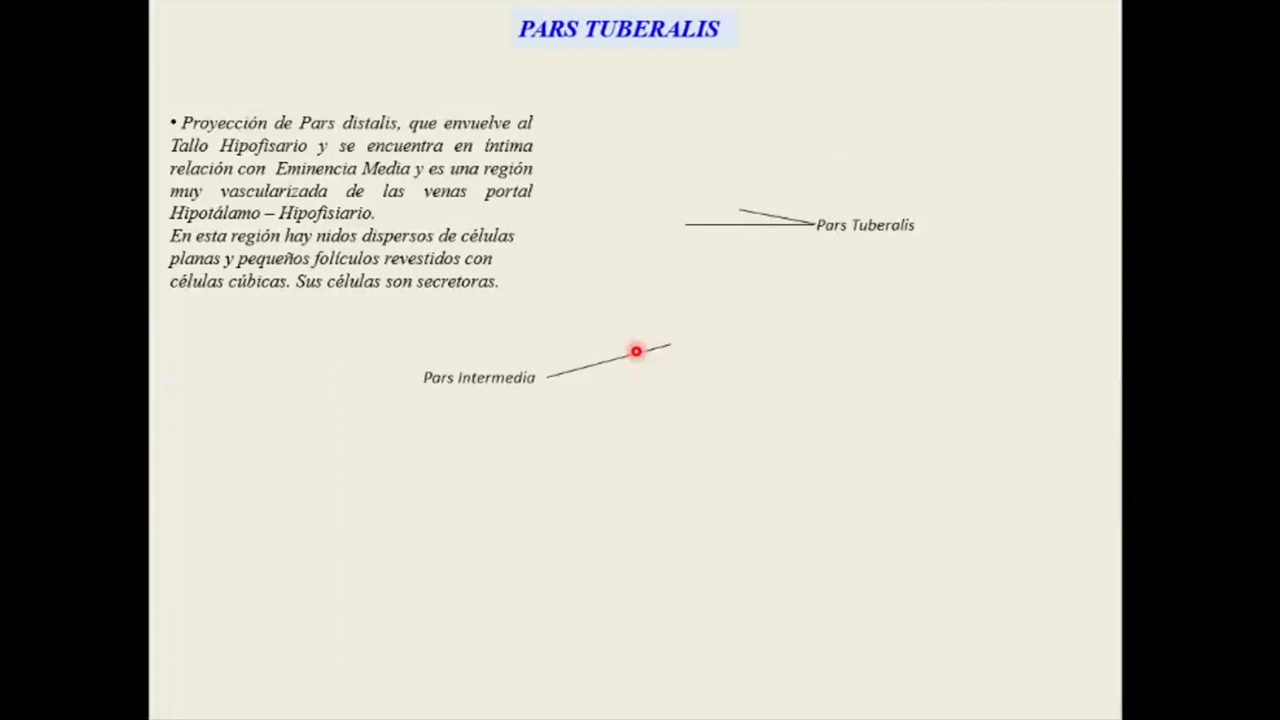 PARS TUBERALIS
• Proyección de Pars distalis, que envuelve al
Tallo Hipofisario y se encuentra en íntima
relación con Eminencia Media y es una región
muy vascularizada de las venas portal
Hipotálamo – Hipofisiario.
En esta región hay nidos dispersos de células
planas y pequeños folículos revestidos con
células cúbicas. Sus células son secretoras.
Pars Tuberalis
Pars Intermedia